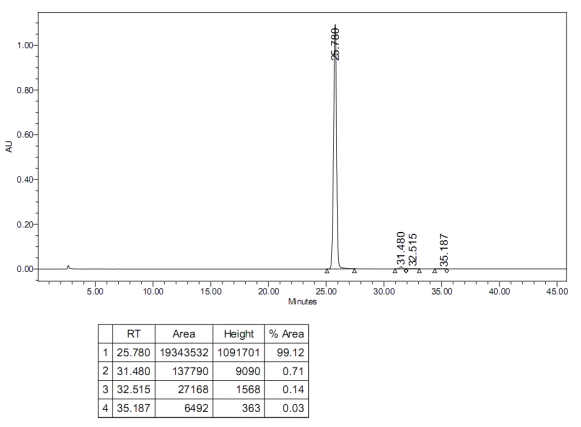 25.780
1.00
0.80
0.60
AU
0.40
0.20
31.480
32.515
35.187
0.00
5.00 10.00 15.00 20.00 25.00 30.00 35.00 40.00 45.00
Minutes
RT Area Height % Area
1 25.780 19343532 1091701 99.12
2 31.480 137790 9090 0.71
3 32.515 27168 1568 0.14
4 35.187 6492 363 0.03